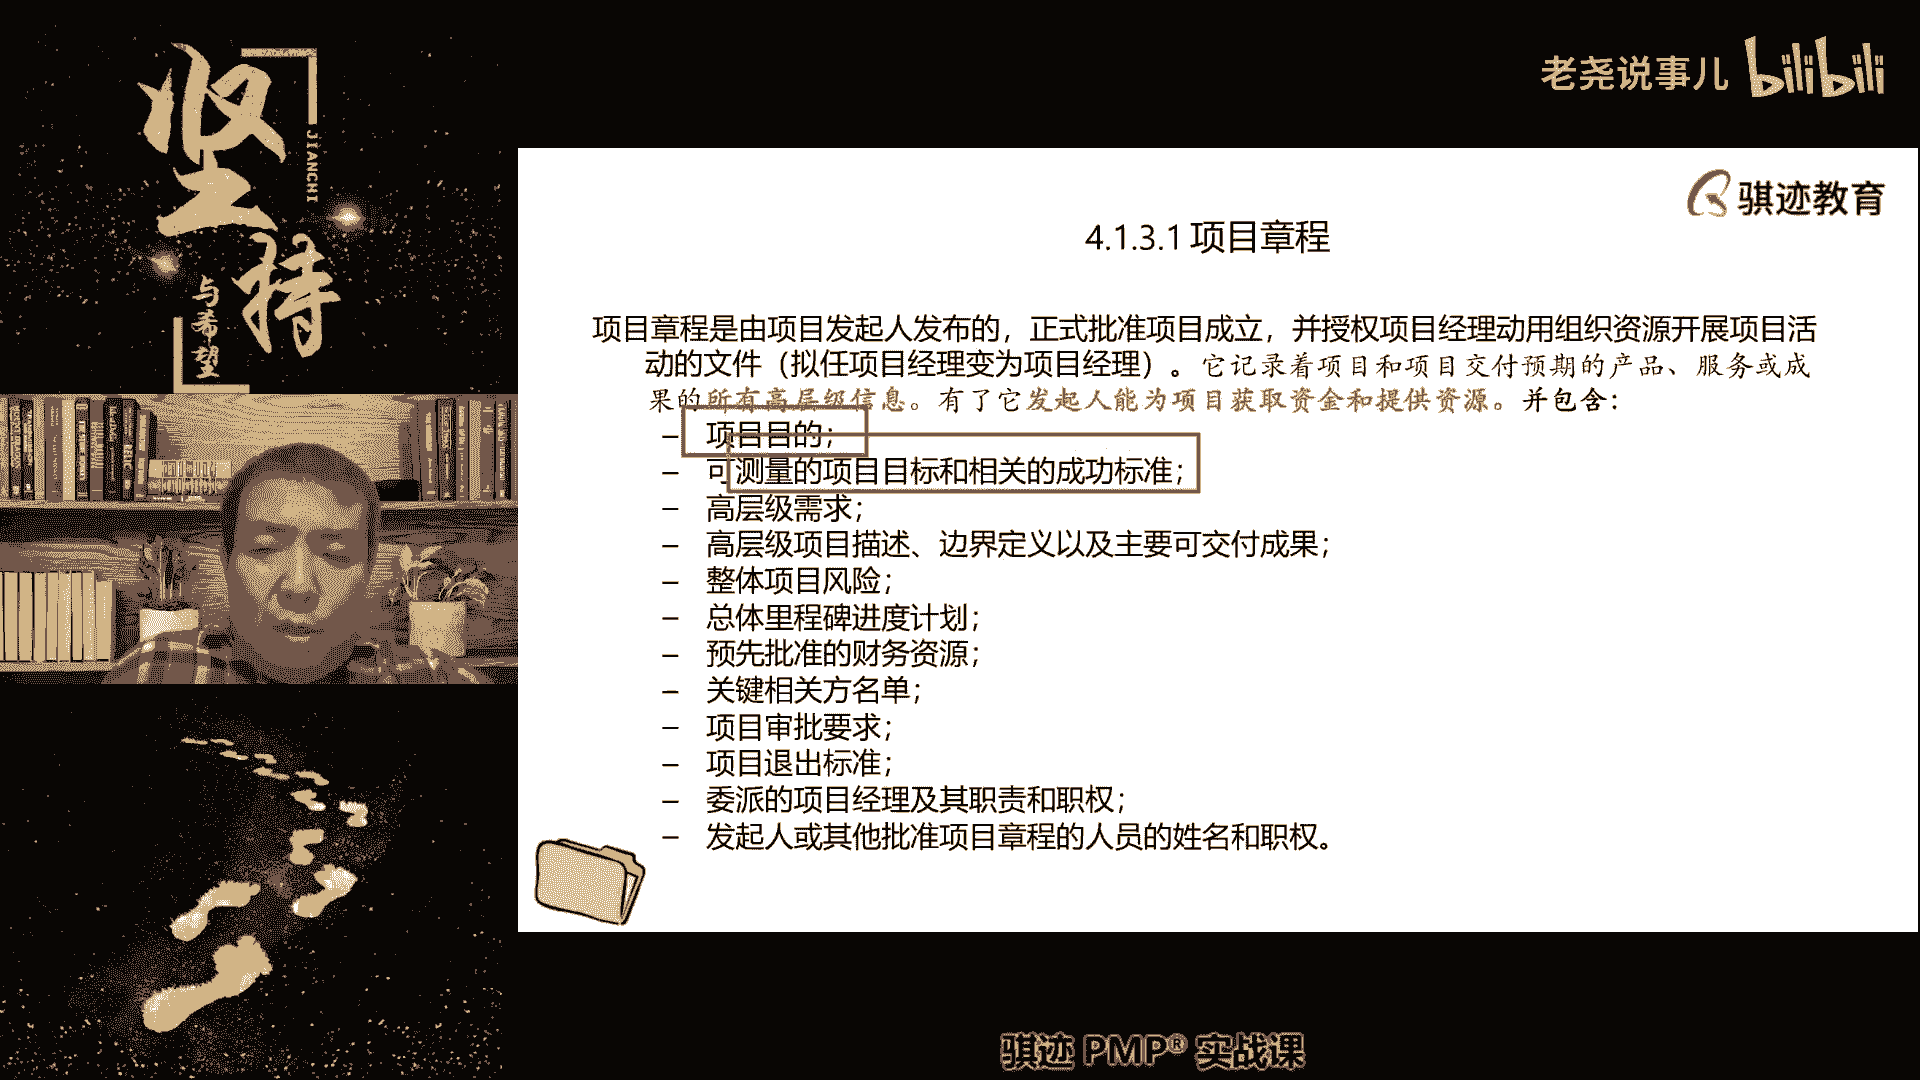 坚持
JIANCHI
与希望
老尧说事儿 bilibili
骐迹教育
4.1.3.1 项目章程
项目章程是由项目发起人发布的，正式批准项目成立，并授权项目经理动用组织资源开展项目活
动的文件（拟任项目经理变为项目经理）。它记录着项目和项目交付预期的产品、服务或成
果的所有高层级信息。有了它发起人能为项目获取资金和提供资源。并包含：
– 项目目的；
– 可测量的项目目标和相关的成功标准；
– 高层级需求；
– 高层级项目描述、边界定义以及主要可交付成果；
– 整体项目风险；
– 总体里程碑进度计划；
– 预先批准的财务资源；
– 关键相关方名单；
– 项目审批要求；
– 项目退出标准；
– 委派的项目经理及其职责和职权；
– 发起人或其他批准项目章程的人员的姓名和职权。
骐迹 PMP® 实战课